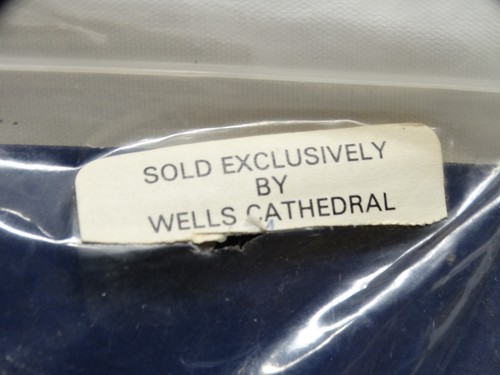 SOLD EXCLUSIVELY
BY
WELLS CATHEDRAL